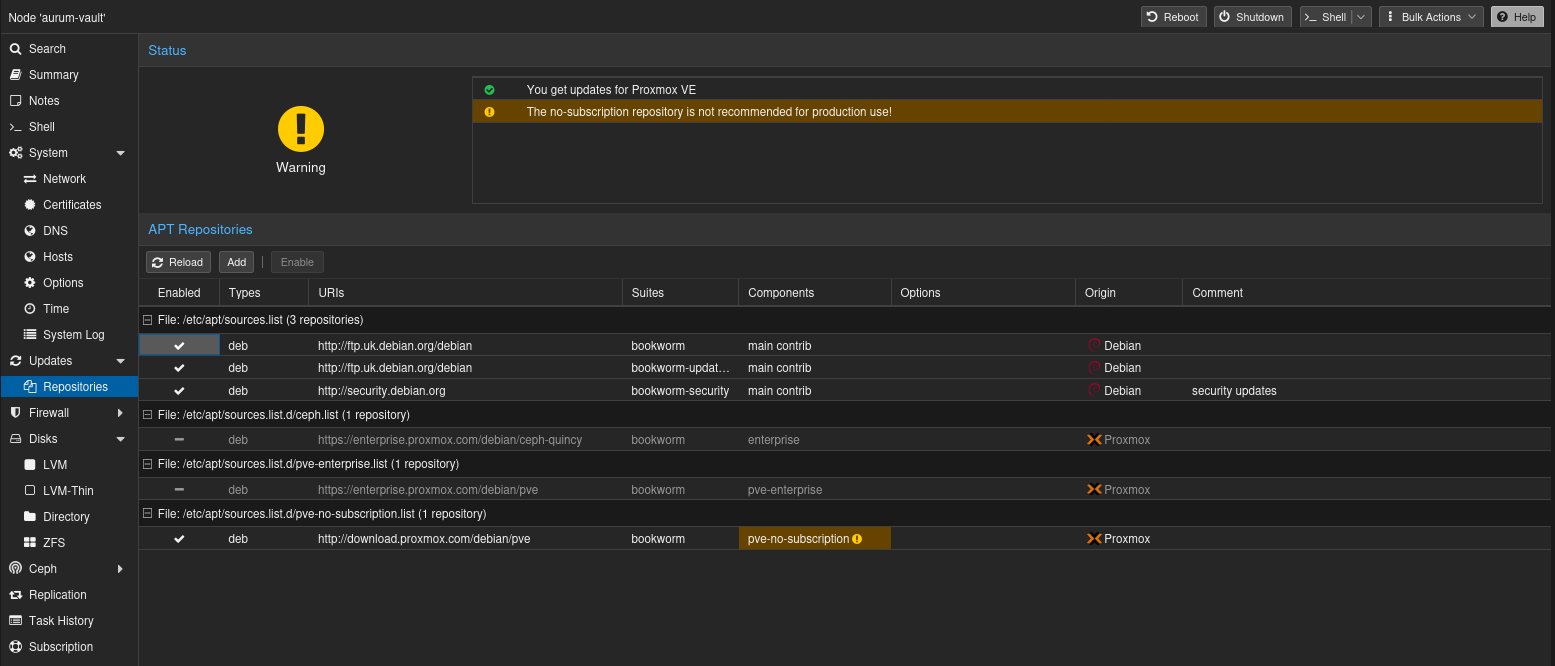 Node 'aurum-vault'
Reboot Shutdown Shell Bulk Actions Help
Search
Summary
Notes
Shell
System
Network
Certificates
DNS
Hosts
Options
Time
System Log
Updates
Repositories
Firewall
Disks
LVM
LVM-Thin
Directory
ZFS
Ceph
Replication
Task History
Subscription
Status
Warning
You get updates for Proxmox VE
The no-subscription repository is not recommended for production use!
APT Repositories
Reload Add Enable
Enabled Types URIs Suites Components Options Origin Comment
File: /etc/apt/sources.list (3 repositories)
deb http://ftp.uk.debian.org/debian bookworm main contrib Debian
deb http://ftp.uk.debian.org/debian bookworm-updat... main contrib Debian
deb http://security.debian.org bookworm-security main contrib Debian security updates
File: /etc/apt/sources.list.d/ceph.list (1 repository)
deb https://enterprise.proxmox.com/debian/ceph-quincy bookworm enterprise Proxmox
File: /etc/apt/sources.list.d/pve-enterprise.list (1 repository)
deb https://enterprise.proxmox.com/debian/pve bookworm pve-enterprise Proxmox
File: /etc/apt/sources.list.d/pve-no-subscription.list (1 repository)
deb http://download.proxmox.com/debian/pve bookworm pve-no-subscription Proxmox